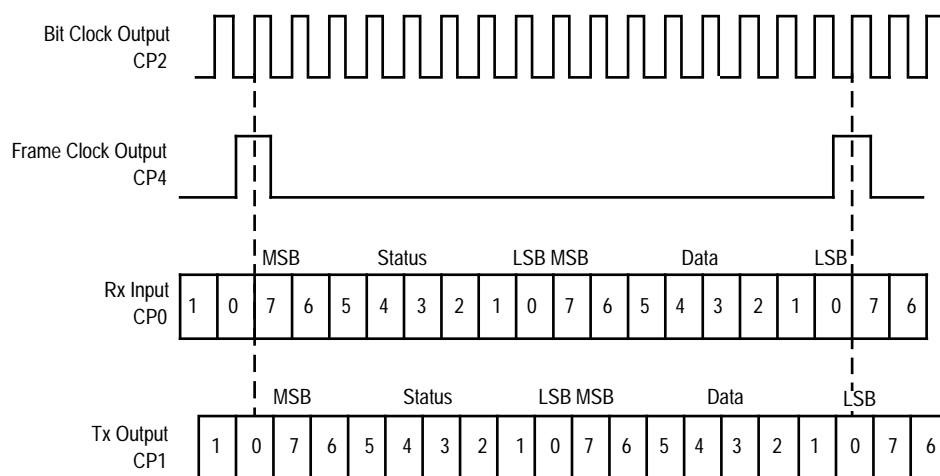 Bit Clock Output
CP2
Frame Clock Output
CP4
MSB Status LSB MSB Data LSB
Rx Input
CP0
1 0 7 6 5 4 3 2 1 0 7 6 5 4 3 2 1 0 7 6
MSB Status LSB MSB Data LSB
Tx Output
CP1
1 0 7 6 5 4 3 2 1 0 7 6 5 4 3 2 1 0 7 6